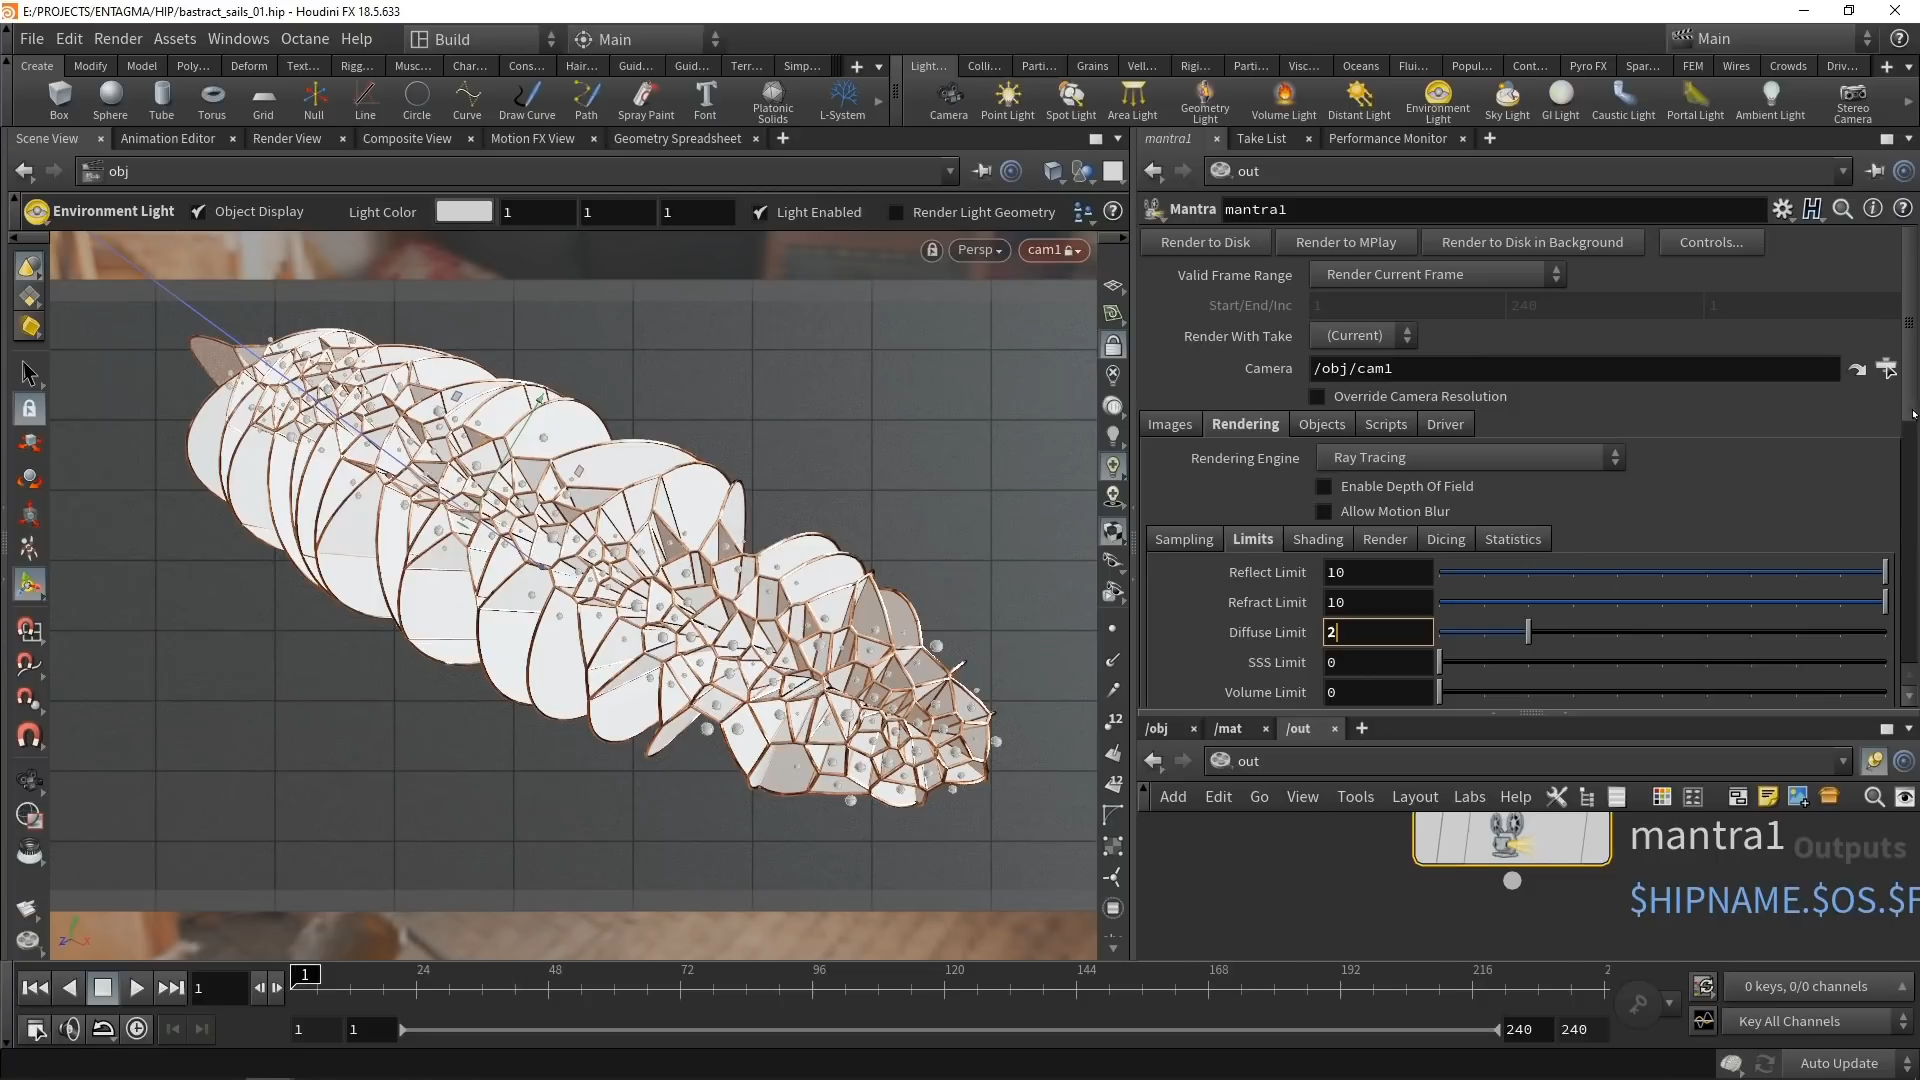 E:/PROJECTS/ENTAGMA/HIP/bastract_sails_01.hip - Houdini FX 18.5.633
File Edit Render Assets Windows Octane Help Build Main Main
Create Modify Model Poly... Deform Text... Rigg... Musc... Char... Cons... Hair... Guid... Guid... Terr... Simp...
Light... Colli... Parti... Grains Vell... Rigi... Parti... Visc... Oceans Flui... Popul... Cont... Pyro FX Spar... FEM Wires Crowds Driv...
Box Sphere Tube Torus Grid Null Line Circle Curve Draw Curve Path Spray Paint Font Platonic Solids L-System
Camera Point Light Spot Light Area Light Geometry Light Volume Light Distant Light Environment Light Sky Light GI Light Caustic Light Portal Light Ambient Light Stereo Camera
Scene View Animation Editor Render View Composite View Motion FX View Geometry Spreadsheet
mantra1 Take List Performance Monitor
obj
out
Environment Light Object Display Light Color 1 1 1 Light Enabled Render Light Geometry
Mantra mantra1
Persp cam1
Render to Disk Render to MPlay Render to Disk in Background Controls...
Valid Frame Range Render Current Frame
Start/End/Inc 1 240 1
Render With Take (Current)
Camera /obj/cam1
Override Camera Resolution
Images Rendering Objects Scripts Driver
Rendering Engine Ray Tracing
Enable Depth Of Field
Allow Motion Blur
Sampling Limits Shading Render Dicing Statistics
Reflect Limit 10
Refract Limit 10
Diffuse Limit 2
SSS Limit 0
Volume Limit 0
12
12
z x
/obj /mat /out
out
Add Edit Go View Tools Layout Labs Help
mantra1 Outputs
$HIPNAME.$OS.$F
1 1 24 48 72 96 120 144 168 192 216 2
0 keys, 0/0 channels
1 1 240 240 Key All Channels
Auto Update